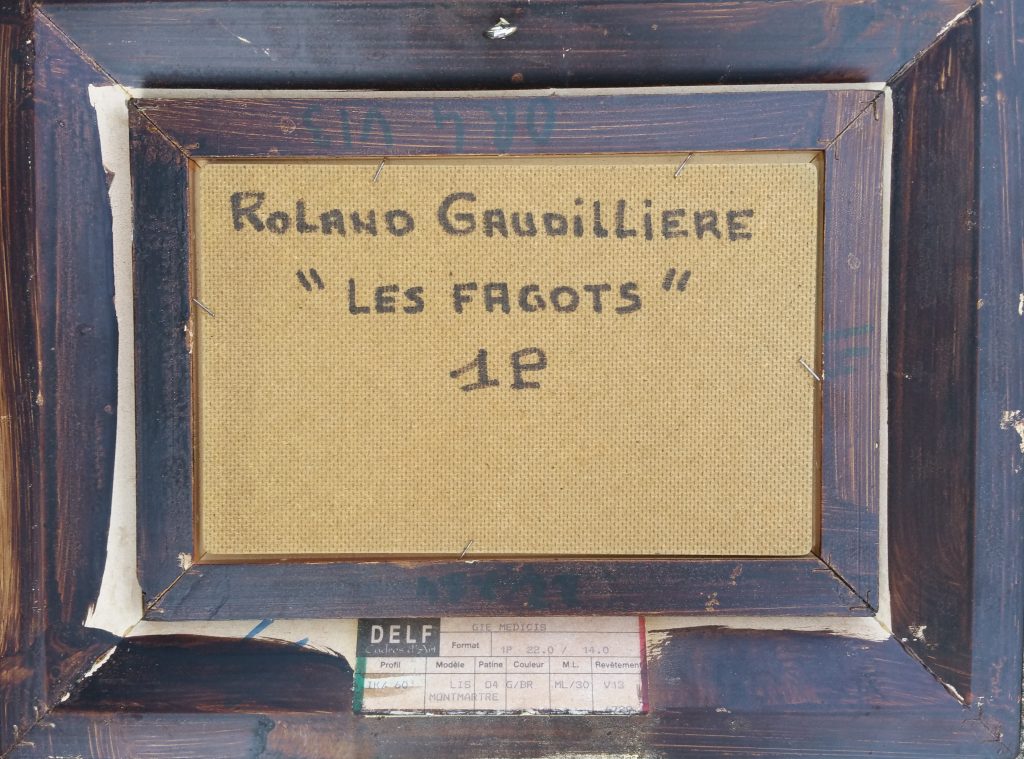 ROLAND GAUDILLIERE
"LES FAGOTS"
1P
DELF
Cadres d'Art
GIE MEDICIS
Format
1P 22.0 / 14.0
Profil Modèle Patine Couleur M.L. Revêtement
LIS 04 G/BR ML/30 V13
MONTMARTRE